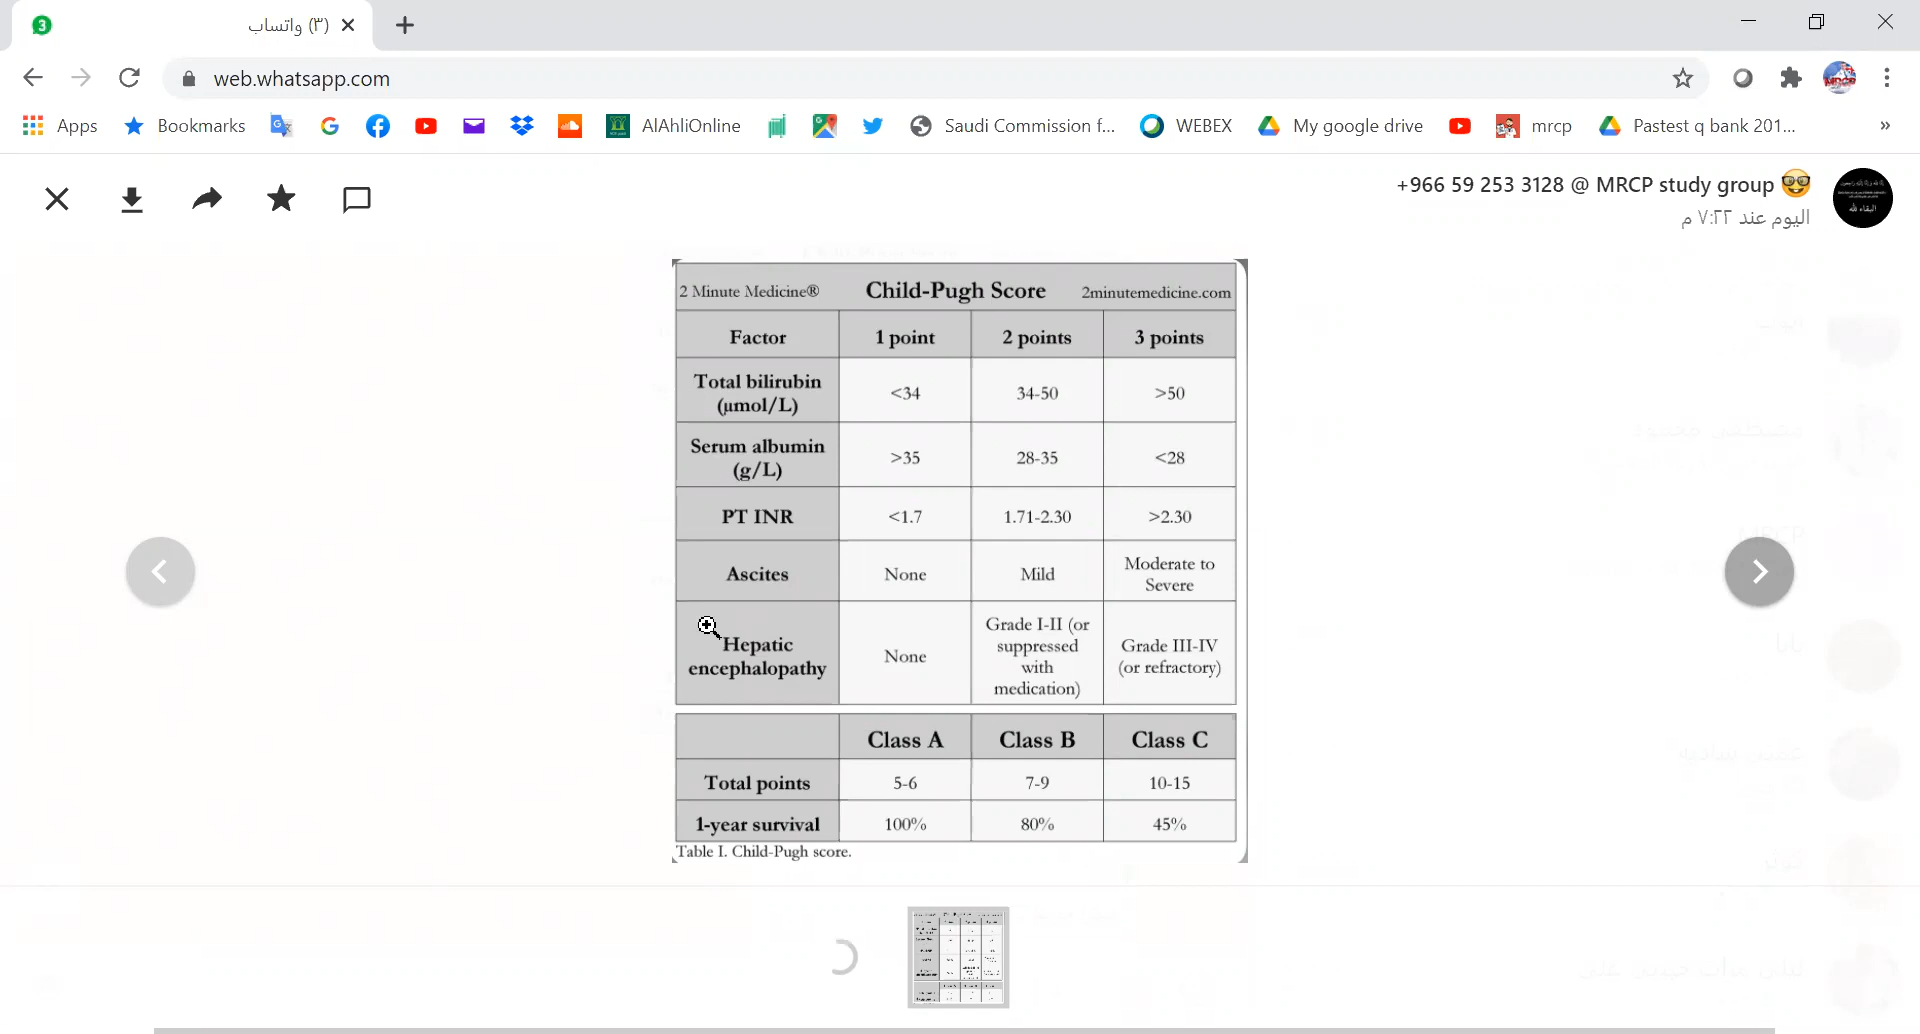 3
(٣) واتساب
web.whatsapp.com
Apps
Bookmarks
AlAhliOnline
Saudi Commission f...
WEBEX
My google drive
mrcp
Pastest q bank 201...
»
+966 59 253 3128 @ MRCP study group 🤓
اليوم عند ٧:٢٢ م
2 Minute Medicine® Child-Pugh Score 2minutemedicine.com
Factor 1 point 2 points 3 points
Total bilirubin
(µmol/L) <34 34-50 >50
Serum albumin
(g/L) >35 28-35 <28
PT INR <1.7 1.71-2.30 >2.30
Ascites None Mild Moderate to
Severe
Hepatic
encephalopathy None Grade I-II (or
suppressed
with
medication) Grade III-IV
(or refractory)
Class A Class B Class C
Total points 5-6 7-9 10-15
1-year survival 100% 80% 45%
Table I. Child-Pugh score.